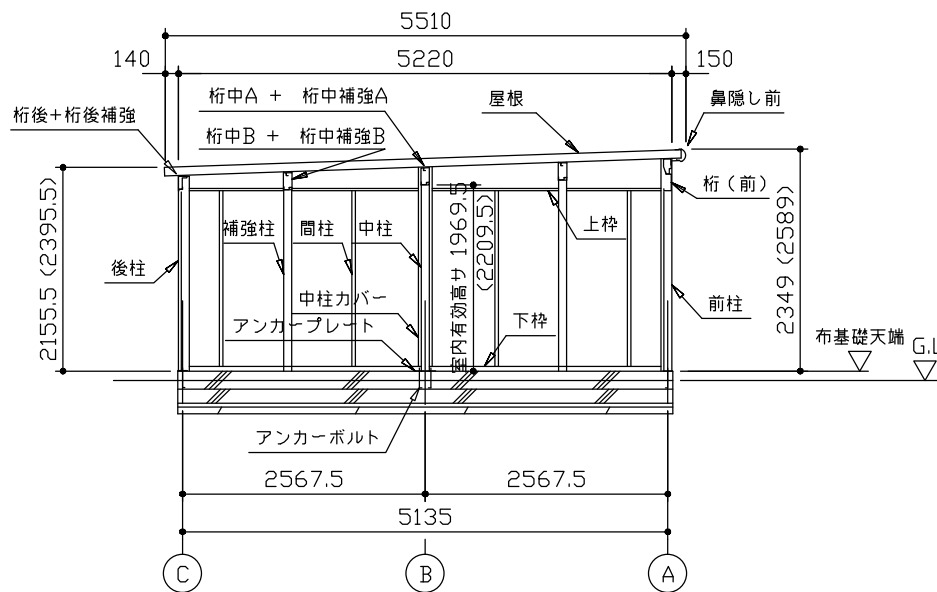 5510
140
5220
150
桁中A + 桁中補強A
屋根
鼻隠し前
桁後+桁後補強
桁中B + 桁中補強B
桁(前)
2155.5 (2395.5)
補強柱
間柱
中柱
室内有効高サ 1969.5
(2209.5)
上枠
2349 (2589)
後柱
中柱カバー
前柱
アンカープレート
下枠
布基礎天端
G.L
アンカーボルト
2567.5
2567.5
5135
C
B
A